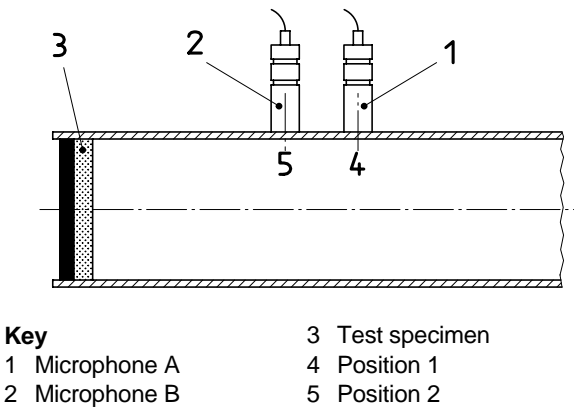 3
2
1
5
4
Key
1 Microphone A
2 Microphone B
3 Test specimen
4 Position 1
5 Position 2